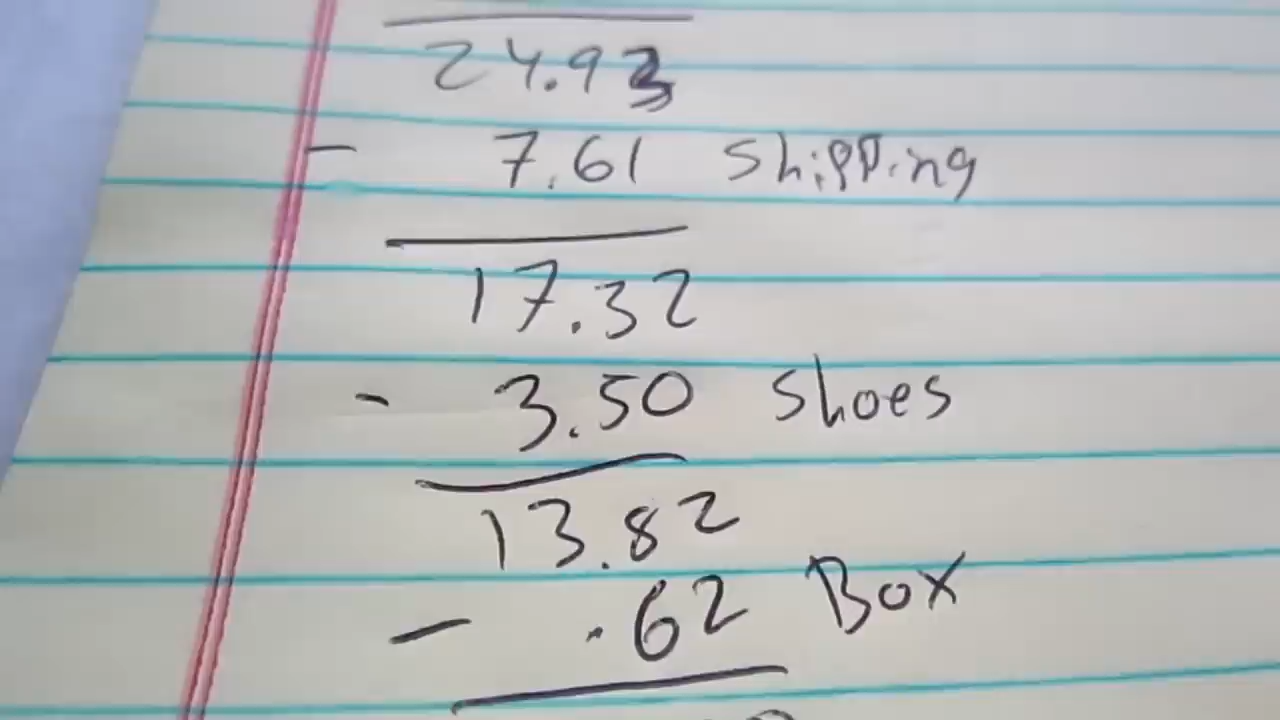 24.93
- 7.61 shipping
17.32
- 3.50 shoes
13.82
- .62 Box